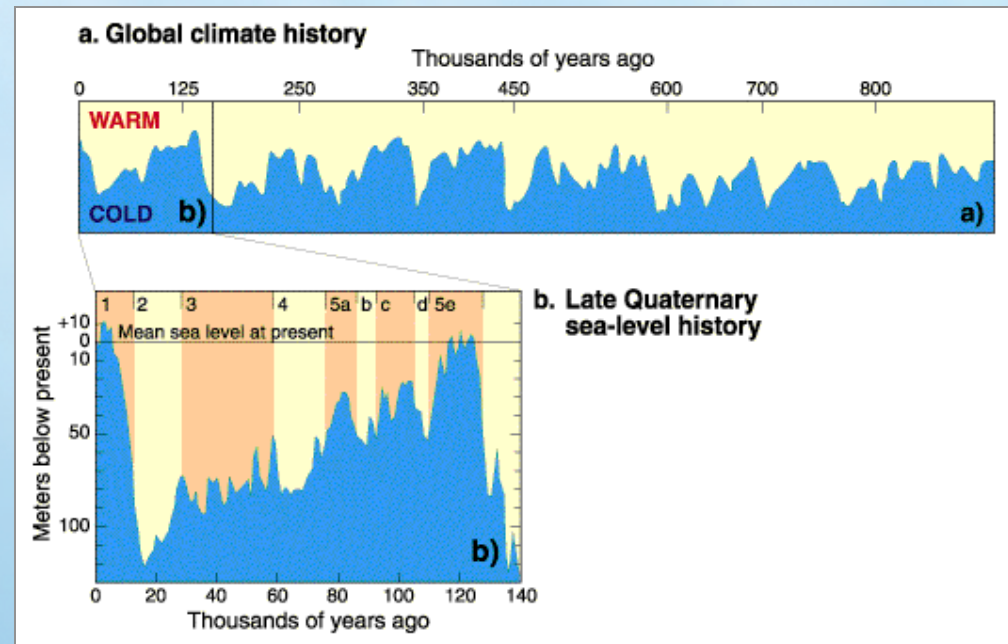 a. Global climate history
Thousands of years ago
0 125 250 350 450 600 700 800
WARM
COLD b) a)
b. Late Quaternary
sea-level history
1 2 3 4 5a b c d 5e
+10
Mean sea level at present
0
10
50
100
Meters below present
b)
0 20 40 60 80 100 120 140
Thousands of years ago